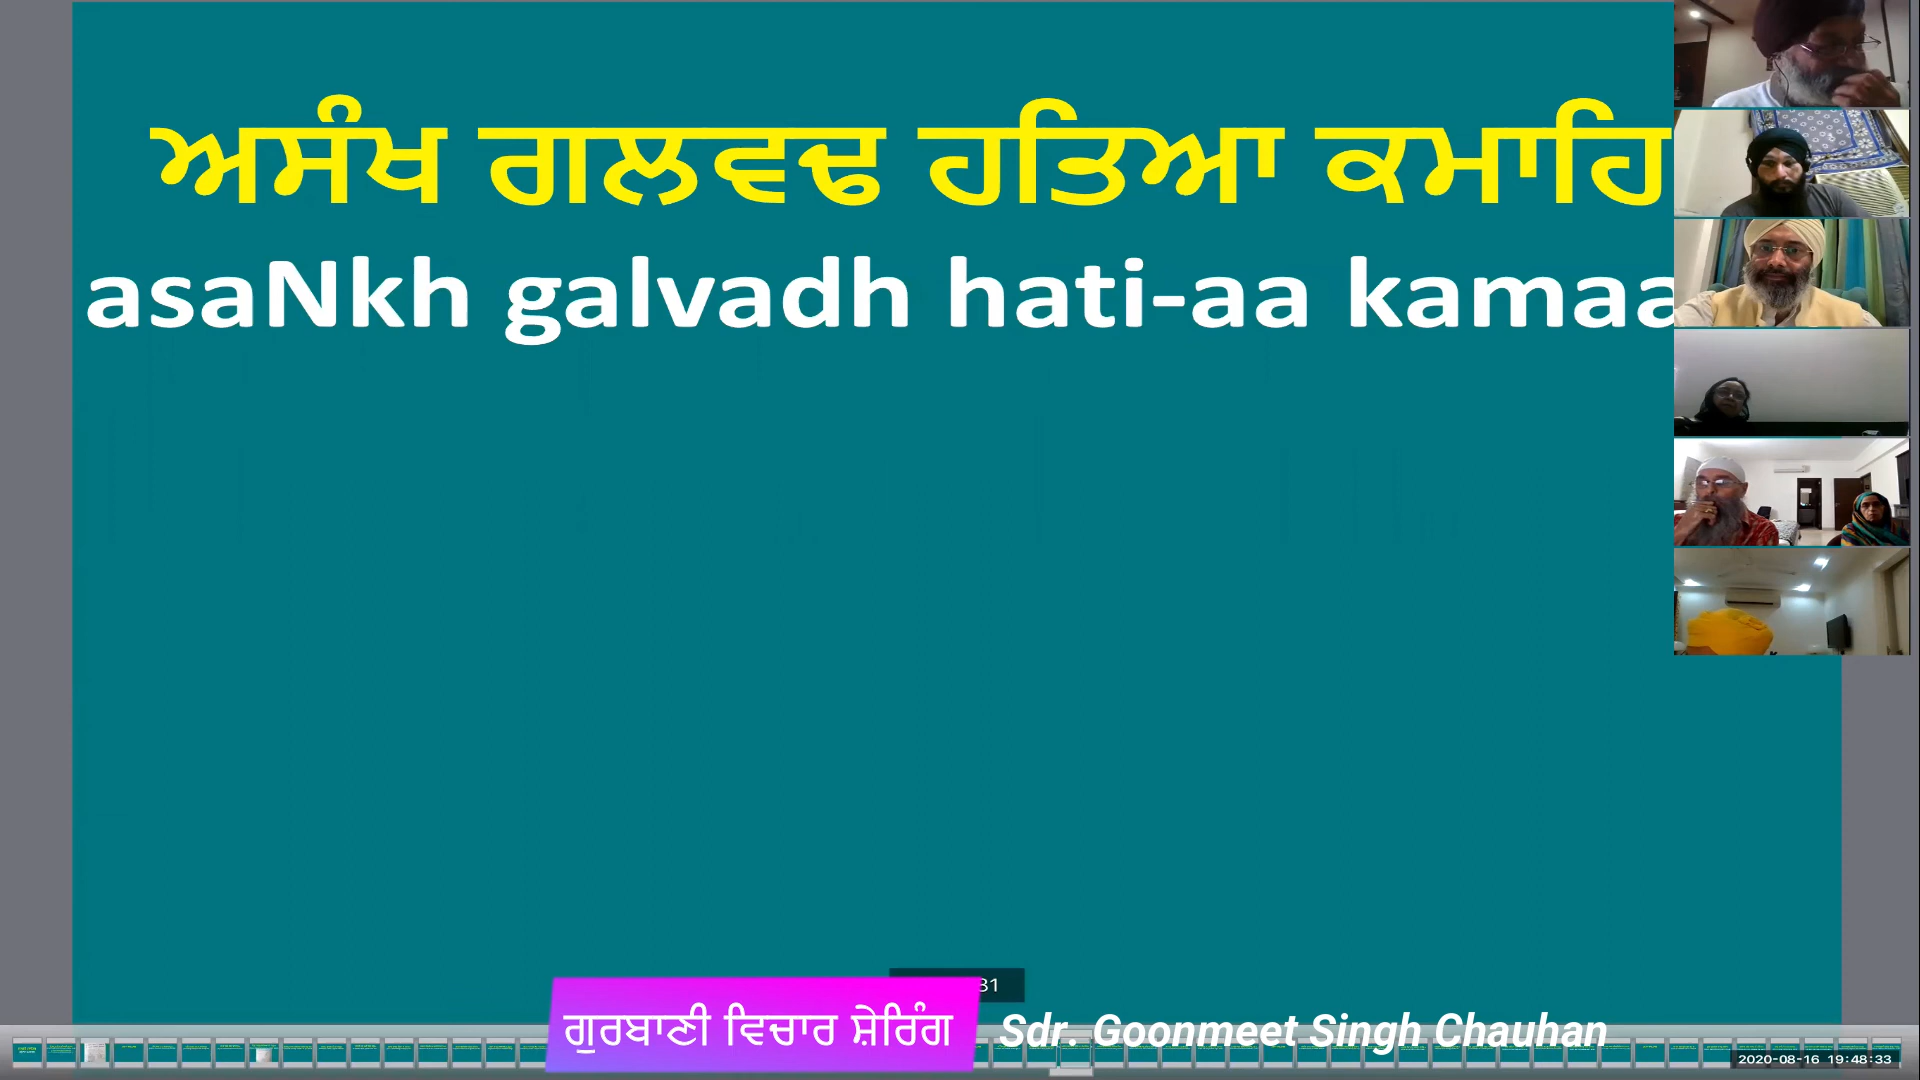 ਅਸੰਖ ਗਲਵਢ ਹਤਿਆ ਕਮਾਹਿ
asaNkh galvadh hati-aa kamaa
31
ਗੁਰਬਾਣੀ ਵਿਚਾਰ ਸ਼ੇਰਿੰਗ
Sdr. Goonmeet Singh Chauhan
2020-08-16 19:48:33